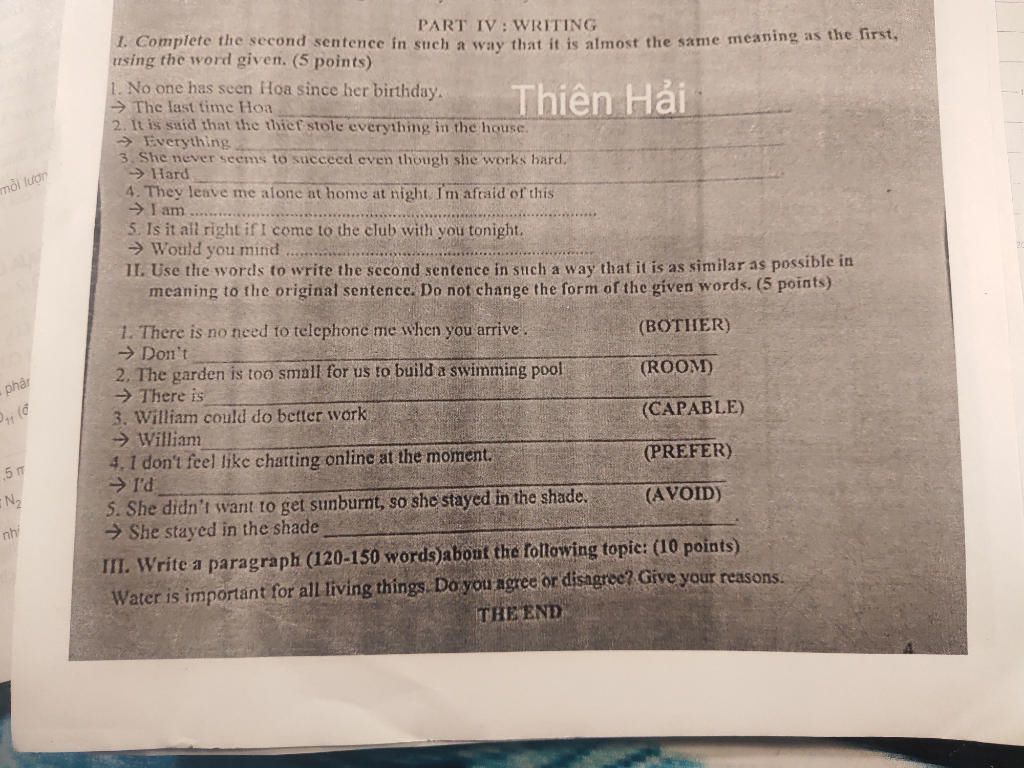 PART IV : WRITING
I. Complete the second sentence in such a way that it is almost the same meaning as the first,
using the word given. (5 points)
1. No one has seen Hoa since her birthday.
Thiên Hải
→ The last time Hoa
2. It is said that the thief stole everything in the house.
→ Everything
3. She never seems to succeed even though she works hard.
→ Hard
4. They leave me alone at home at night. I'm afraid of this
→ I am
5. Is it all right if I come to the club with you tonight.
→ Would you mind
II. Use the words to write the second sentence in such a way that it is as similar as possible in
meaning to the original sentence. Do not change the form of the given words. (5 points)
1. There is no need to telephone me when you arrive . (BOTHER)
→ Don't
2. The garden is too small for us to build a swimming pool (ROOM)
→ There is
3. William could do better work (CAPABLE)
→ William
4. I don't feel like chatting online at the moment. (PREFER)
→ I'd
5. She didn't want to get sunburnt, so she stayed in the shade. (AVOID)
→ She stayed in the shade
III. Write a paragraph (120-150 words)about the following topic: (10 points)
Water is important for all living things. Do you agree or disagree? Give your reasons.
THE END
4
mỗi lượn
phân
,5 m
N2
nhi